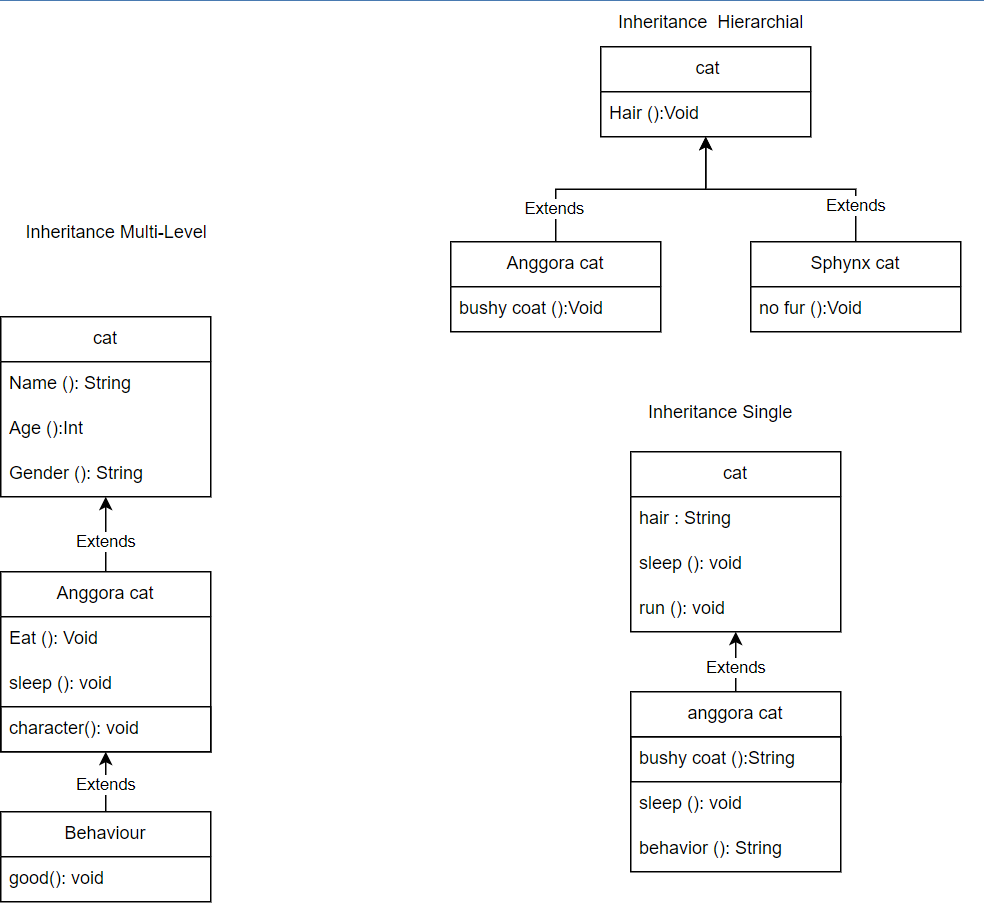 Inheritance  Hierarchial
cat
Hair ():Void
Extends
Extends
Anggora cat
bushy coat ():Void
Sphynx cat
no fur ():Void
Inheritance Multi-Level
cat
Name (): String
Age ():Int
Gender (): String
Extends
Anggora cat
Eat (): Void
sleep (): void
character(): void
Extends
Behaviour
good(): void
Inheritance Single
cat
hair : String
sleep (): void
run (): void
Extends
anggora cat
bushy coat ():String
sleep (): void
behavior (): String